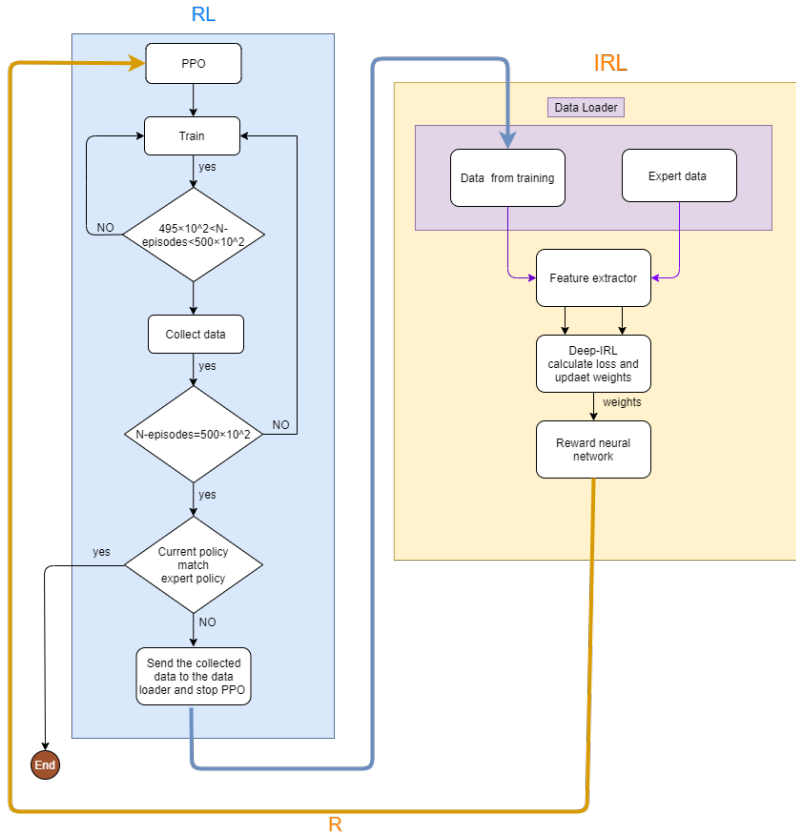 RL
PPO
Train
yes
NO
495×10^2<N-
episodes<500×10^2
Collect data
yes
N-episodes=500×10^2
NO
yes
yes
Current policy
match
expert policy
NO
Send the collected
data to the data
loader and stop PPO
End
R
IRL
Data Loader
Data from training
Expert data
Feature extractor
Deep-IRL
calculate loss and
updaet weights
weights
Reward neural
network